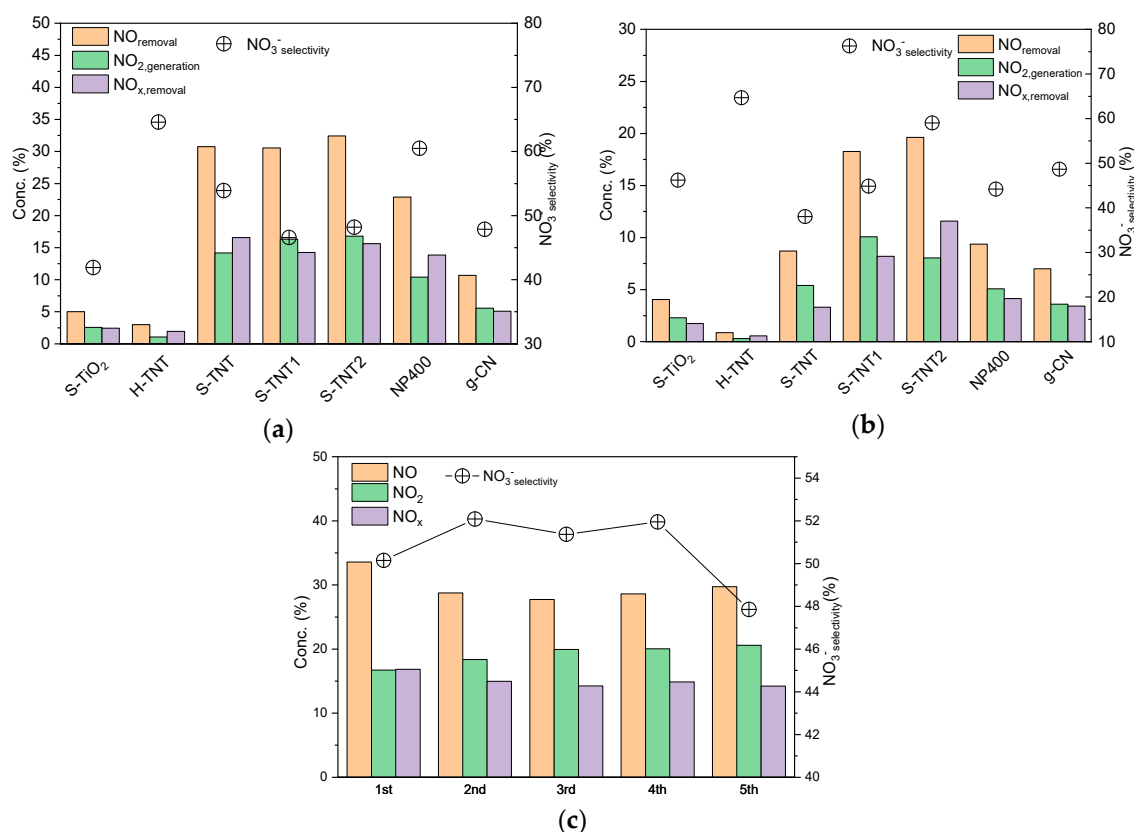 NOremoval
NO2,generation
NOx,removal
NO3- selectivity
Conc. (%)
50
45
40
35
30
25
20
15
10
5
0
80
70
60
50
40
30
NO3- selectivity (%)
S-TiO2
H-TNT
S-TNT
S-TNT1
S-TNT2
NP400
g-CN
(a)
NO3- selectivity
NOremoval
NO2,generation
NOx,removal
Conc. (%)
30
25
20
15
10
5
0
80
70
60
50
40
30
20
10
NO3- selectivity (%)
S-TiO2
H-TNT
S-TNT
S-TNT1
S-TNT2
NP400
g-CN
(b)
NO
NO2
NOx
NO3- selectivity
Conc. (%)
50
40
30
20
10
0
54
52
50
48
46
44
42
40
NO3- selectivity(%)
1st
2nd
3rd
4th
5th
(c)